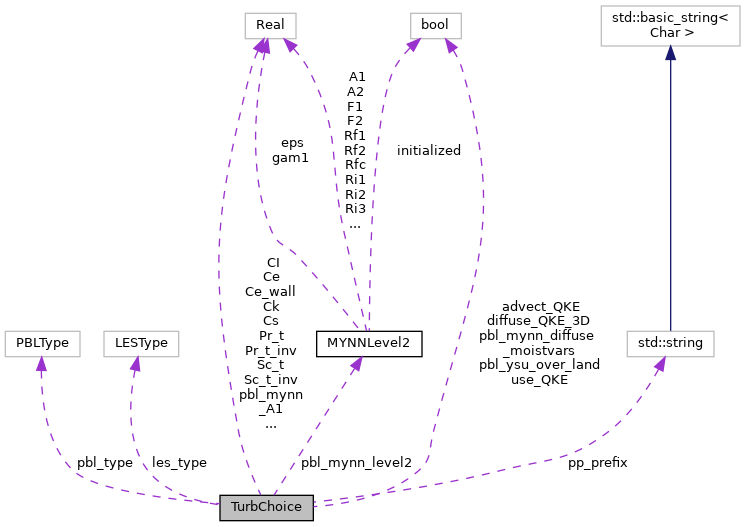 Real
bool
std::basic_string<
Char >
A1
A2
F1
F2
Rf1
Rf2
Rfc
Ri1
Ri2
Ri3
...
eps
gam1
initialized
CI
Ce
Ce_wall
Ck
Cs
Pr_t
Pr_t_inv
Sc_t
Sc_t_inv
pbl_mynn
_A1
...
advect_QKE
diffuse_QKE_3D
pbl_mynn_diffuse
_moistvars
pbl_ysu_over_land
use_QKE
PBLType
LESType
MYNNLevel2
std::string
pbl_type
les_type
pbl_mynn_level2
pp_prefix
TurbChoice